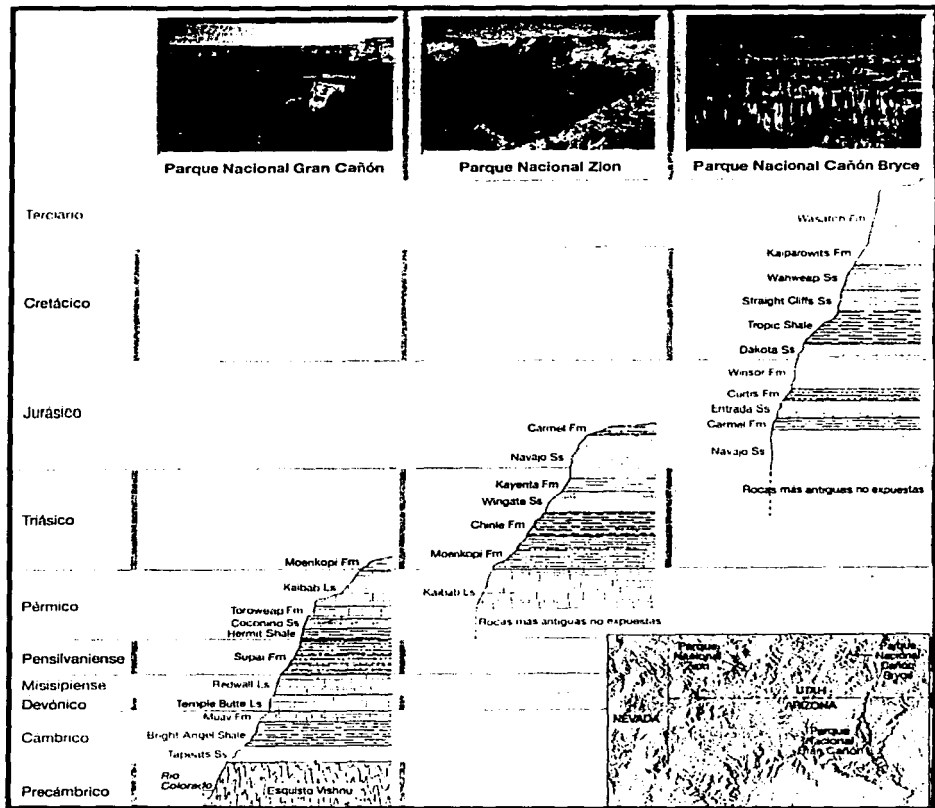 Parque Nacional Gran Cañón
Parque Nacional Zion
Parque Nacional Cañón Bryce
Terciario
Cretácico
Jurásico
Triásico
Pérmico
Pensilvaniense
Misisipiense
Devónico
Cámbrico
Precámbrico
Moenkopi Fm
Kaibab Ls
Toroweap Fm
Coconino Ss
Hermit Shale
Supai Fm
Redwall Ls
Temple Butte Ls
Muav Fm
Bright Angel Shale
Tapeats Ss
Río
Colorado
Esquisto Vishnu
Carmel Fm
Navajo Ss
Kayenta Fm
Wingate Ss
Chinle Fm
Moenkopi Fm
Kaibab Ls
Rocas más antiguas no expuestas
Wasatch Fm
Kaiparowits Fm
Wahweap Ss
Straight Cliffs Ss
Tropic Shale
Dakota Ss
Winsor Fm
Curtis Fm
Entrada Ss
Carmel Fm
Navajo Ss
Rocas más antiguas no expuestas
Parque
Nacional
Zion
Parque
Nacional
Cañón
Bryce
UTAH
ARIZONA
NEVADA
Parque
Nacional
Gran Cañón